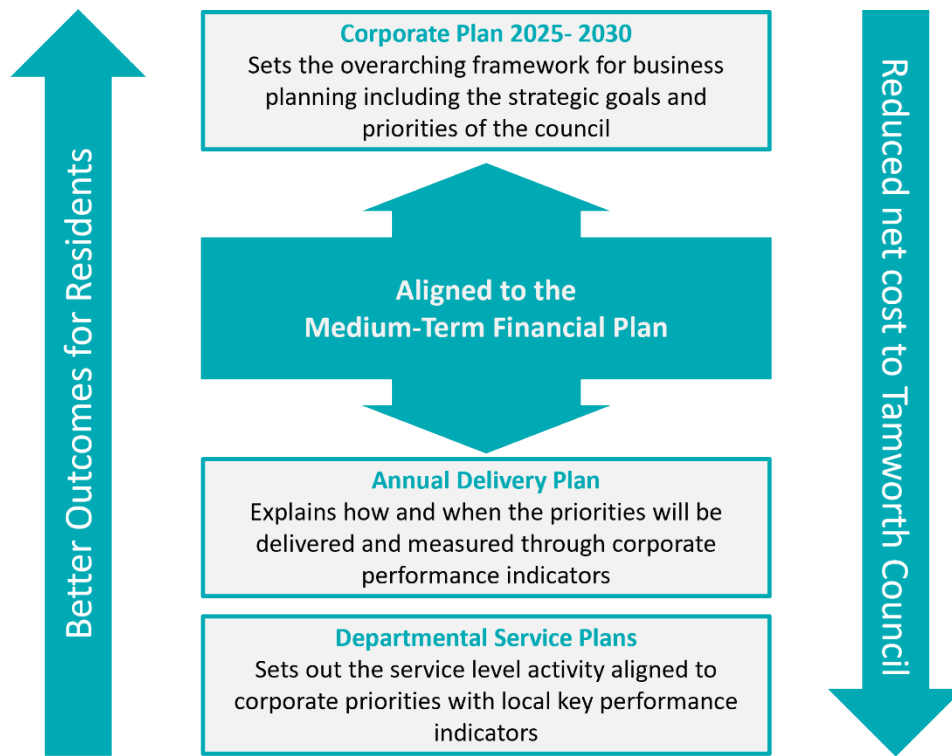 Better Outcomes for Residents
Corporate Plan 2025- 2030
Sets the overarching framework for business
planning including the strategic goals and
priorities of the council
Aligned to the
Medium-Term Financial Plan
Annual Delivery Plan
Explains how and when the priorities will be
delivered and measured through corporate
performance indicators
Departmental Service Plans
Sets out the service level activity aligned to
corporate priorities with local key performance
indicators
Reduced net cost to Tamworth Council